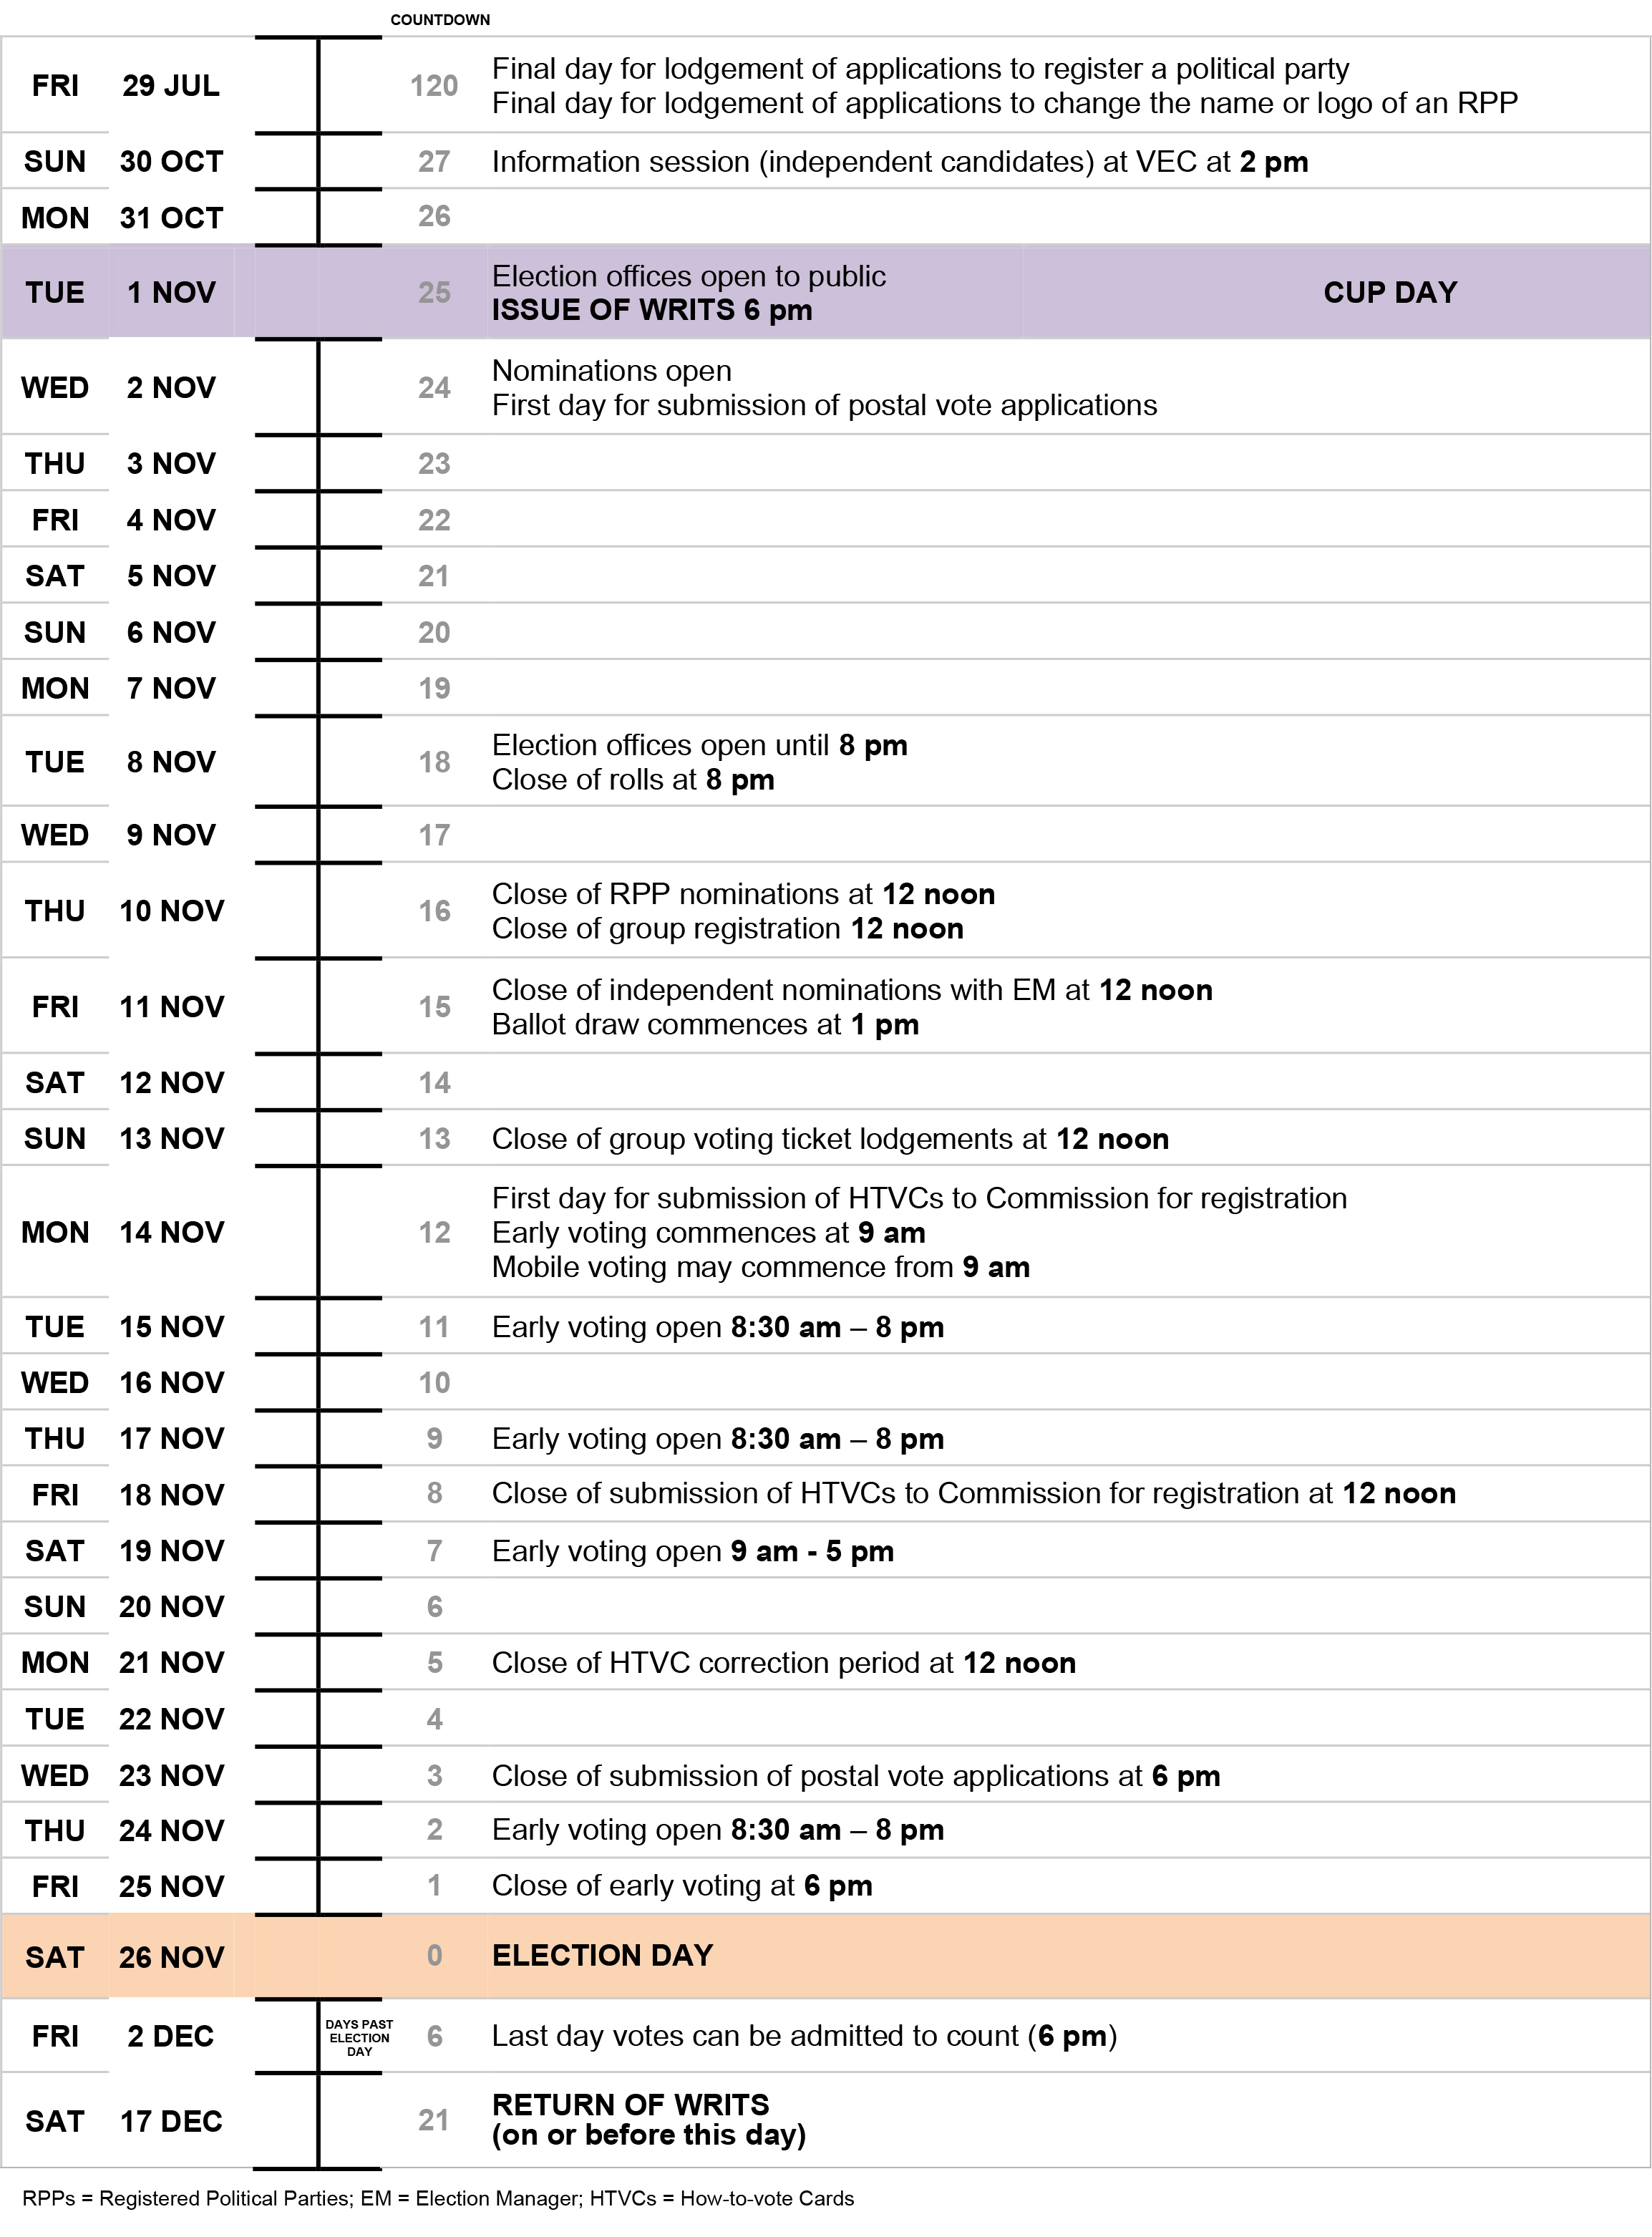 COUNTDOWN
FRI 29 JUL 120 Final day for lodgement of applications to register a political party
Final day for lodgement of applications to change the name or logo of an RPP
SUN 30 OCT 27 Information session (independent candidates) at VEC at 2 pm
MON 31 OCT 26
TUE 1 NOV 25 Election offices open to public
ISSUE OF WRITS 6 pm
CUP DAY
WED 2 NOV 24 Nominations open
First day for submission of postal vote applications
THU 3 NOV 23
FRI 4 NOV 22
SAT 5 NOV 21
SUN 6 NOV 20
MON 7 NOV 19
TUE 8 NOV 18 Election offices open until 8 pm
Close of rolls at 8 pm
WED 9 NOV 17
THU 10 NOV 16 Close of RPP nominations at 12 noon
Close of group registration 12 noon
FRI 11 NOV 15 Close of independent nominations with EM at 12 noon
Ballot draw commences at 1 pm
SAT 12 NOV 14
SUN 13 NOV 13 Close of group voting ticket lodgements at 12 noon
MON 14 NOV 12 First day for submission of HTVCs to Commission for registration
Early voting commences at 9 am
Mobile voting may commence from 9 am
TUE 15 NOV 11 Early voting open 8:30 am – 8 pm
WED 16 NOV 10
THU 17 NOV 9 Early voting open 8:30 am – 8 pm
FRI 18 NOV 8 Close of submission of HTVCs to Commission for registration at 12 noon
SAT 19 NOV 7 Early voting open 9 am - 5 pm
SUN 20 NOV 6
MON 21 NOV 5 Close of HTVC correction period at 12 noon
TUE 22 NOV 4
WED 23 NOV 3 Close of submission of postal vote applications at 6 pm
THU 24 NOV 2 Early voting open 8:30 am – 8 pm
FRI 25 NOV 1 Close of early voting at 6 pm
SAT 26 NOV 0 ELECTION DAY
FRI 2 DEC DAYS PAST ELECTION DAY 6 Last day votes can be admitted to count (6 pm)
SAT 17 DEC 21 RETURN OF WRITS
(on or before this day)
RPPs = Registered Political Parties; EM = Election Manager; HTVCs = How-to-vote Cards